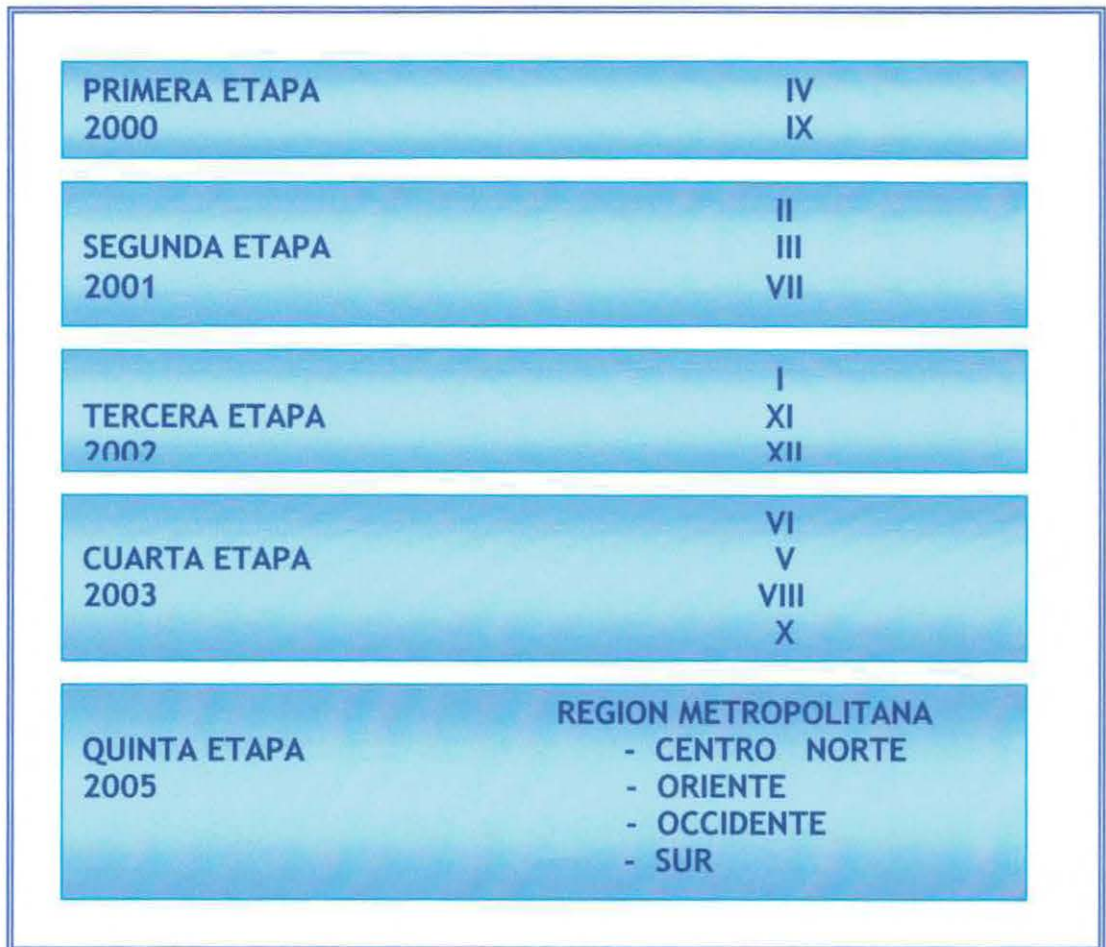 PRIMERA ETAPA IV
2000 IX
II
SEGUNDA ETAPA III
2001 VII
I
TERCERA ETAPA XI
2002 XII
VI
CUARTA ETAPA V
2003 VIII
X
REGION METROPOLITANA
QUINTA ETAPA - CENTRO NORTE
2005 - ORIENTE
- OCCIDENTE
- SUR